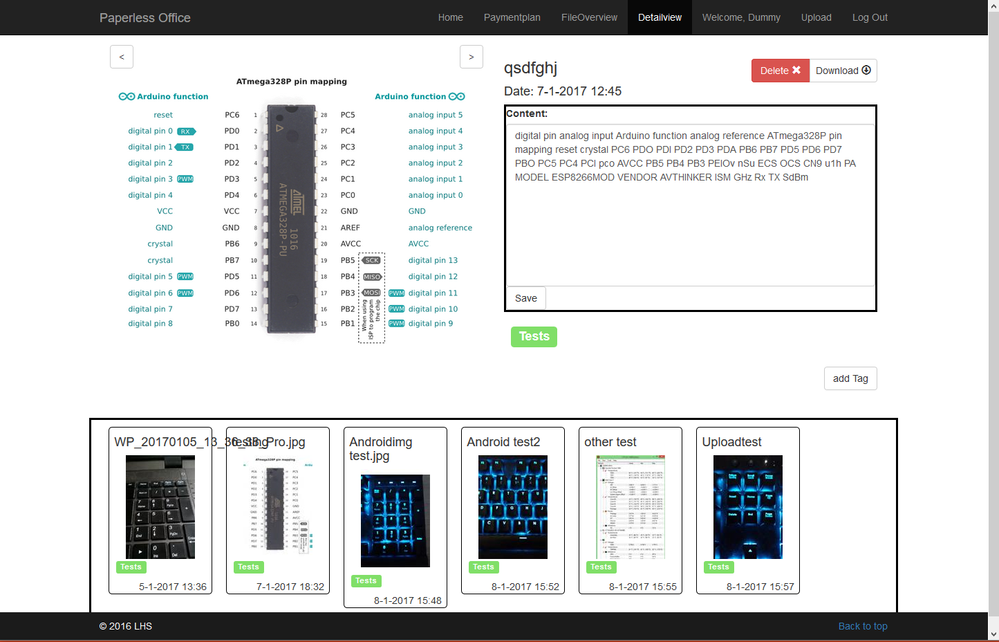 Paperless Office
Home
Paymentplan
FileOverview
Detailview
Welcome, Dummy
Upload
Log Out
<
>
ATmega328P pin mapping
Arduino function
Arduino function
reset PC6 1 28 PC5 analog input 5
digital pin 0 RX PD0 2 27 PC4 analog input 4
digital pin 1 TX PD1 3 26 PC3 analog input 3
digital pin 2 PD2 4 25 PC2 analog input 2
digital pin 3 PWM PD3 5 24 PC1 analog input 1
digital pin 4 PD4 6 23 PC0 analog input 0
VCC VCC 7 22 GND GND
GND GND 8 21 AREF analog reference
crystal PB6 9 20 AVCC AVCC
crystal PB7 10 19 PB5 SCK digital pin 13
digital pin 5 PWM PD5 11 18 PB4 MISO digital pin 12
digital pin 6 PWM PD6 12 17 PB3 MOSI PWM digital pin 11
digital pin 7 PD7 13 16 PB2 PWM digital pin 10
digital pin 8 PB0 14 15 PB1 PWM digital pin 9
When using
ISP to program
the chip
ATMEL
1016
ATMEGA328P-PU
qsdfghj
Delete
Download
Date: 7-1-2017 12:45
Content:
digital pin analog input Arduino function analog reference ATmega328P pin
mapping reset crystal PC6 PDO PDI PD2 PD3 PDA PB6 PB7 PD5 PD6 PD7
PBO PC5 PC4 PCI pco AVCC PB5 PB4 PB3 PEIOv nSu ECS OCS CN9 u1h PA
MODEL ESP8266MOD VENDOR AVTHINKER ISM GHz Rx TX SdBm
Save
Tests
add Tag
WP_20170105_13_36_38_Pro.jpg
Tests
5-1-2017 13:36
testing
ATmega328P pin mapping
Tests
7-1-2017 18:32
Androidimg
test.jpg
Tests
8-1-2017 15:48
Android test2
Tests
8-1-2017 15:52
other test
Tests
8-1-2017 15:55
Uploadtest
Tests
8-1-2017 15:57
© 2016 LHS
Back to top